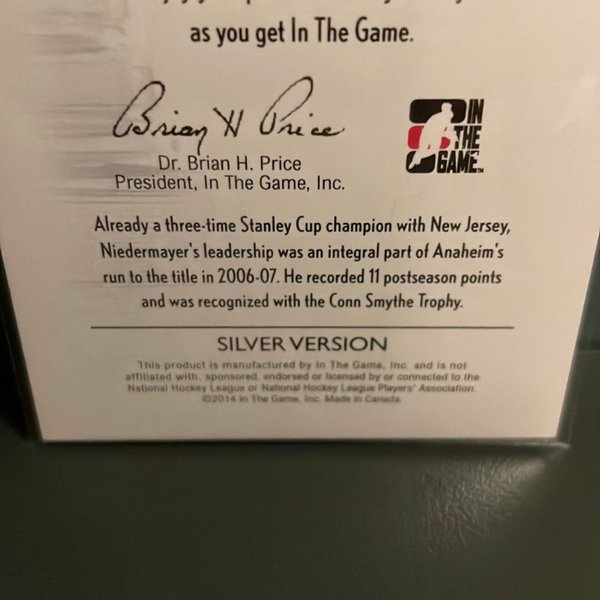 as you get In The Game.
Brian H Price
IN
THE
GAME.™
Dr. Brian H. Price
President, In The Game, Inc.
Already a three-time Stanley Cup champion with New Jersey,
Niedermayer's leadership was an integral part of Anaheim's
run to the title in 2006-07. He recorded 11 postseason points
and was recognized with the Conn Smythe Trophy.
SILVER VERSION
This product is manufactured by In The Game, Inc. and is not
affiliated with, sponsored, endorsed or licensed by or connected to the
National Hockey League or National Hockey League Players' Association.
©2014 In The Game, Inc. Made in Canada